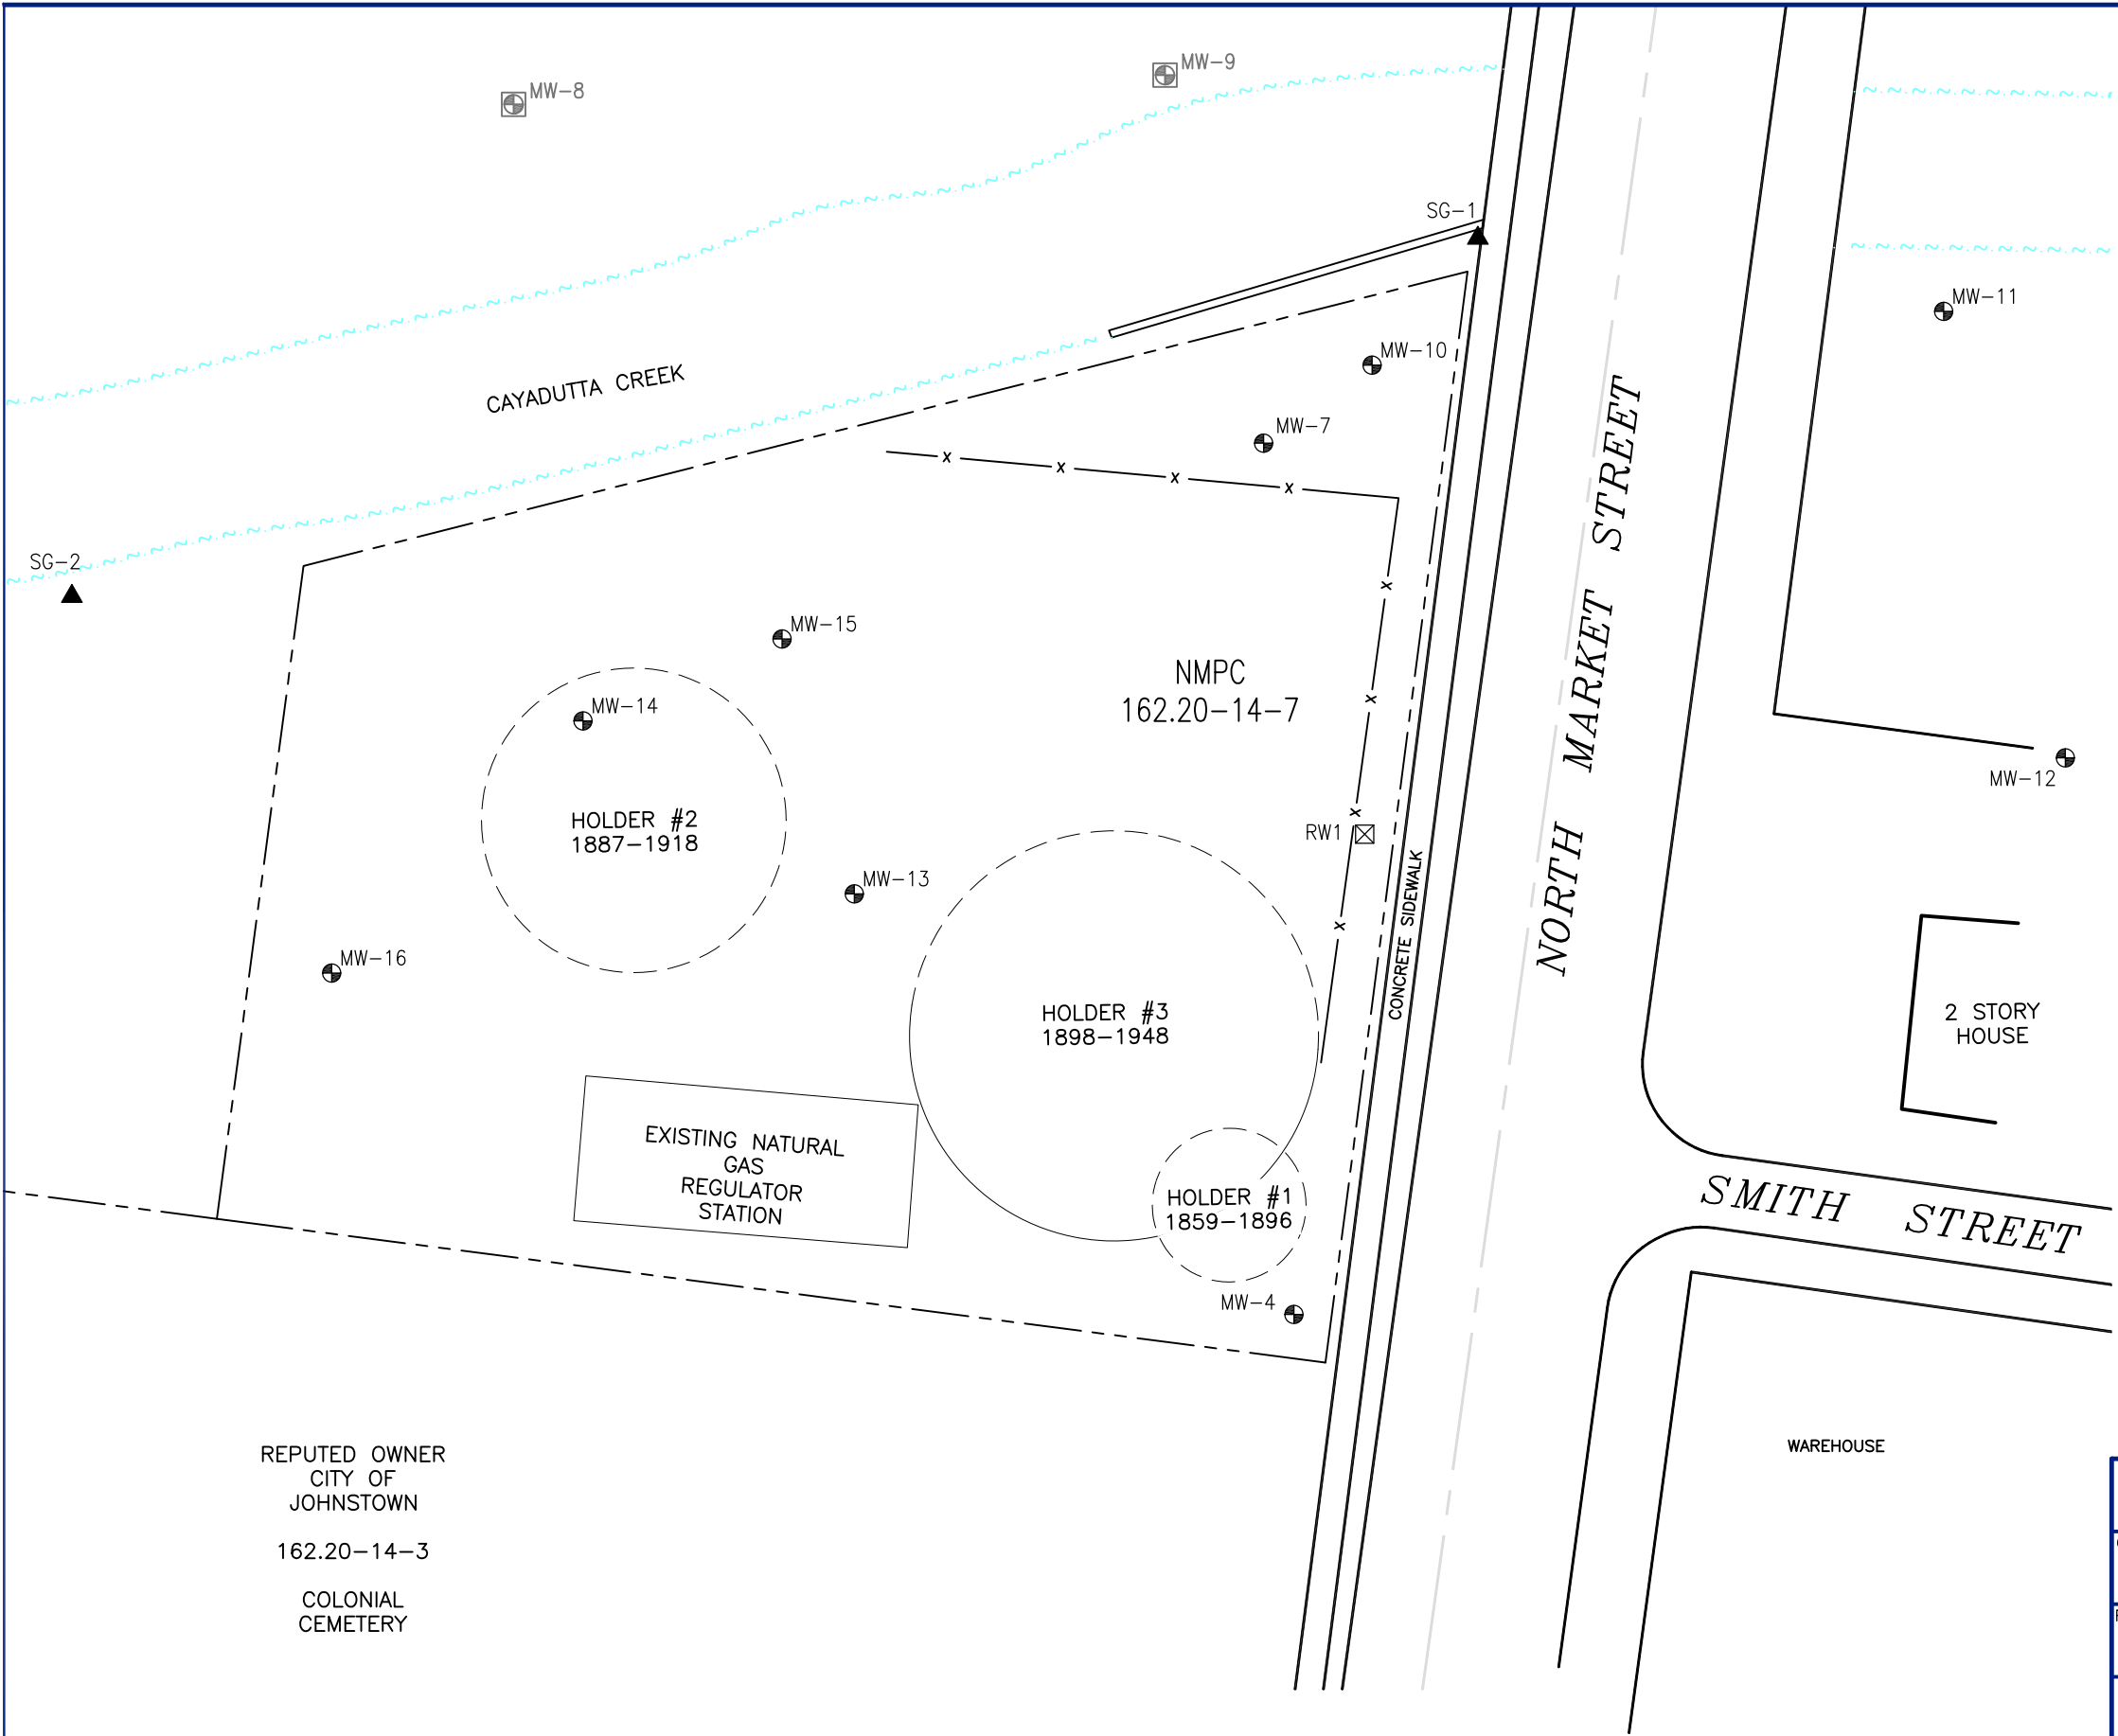 MW-9
MW-8
SG-1
MW-11
MW-10
CAYADUTTA CREEK
MW-7
SG-2
MW-15
NMPC
162.20-14-7
MW-14
NORTH MARKET STREET
MW-12
HOLDER #2
1887-1918
RW1
CONCRETE SIDEWALK
MW-13
MW-16
HOLDER #3
1898-1948
2 STORY
HOUSE
EXISTING NATURAL
GAS
REGULATOR
STATION
HOLDER #1
1859-1896
SMITH STREET
MW-4
REPUTED OWNER
CITY OF
JOHNSTOWN
162.20-14-3
COLONIAL
CEMETERY
WAREHOUSE